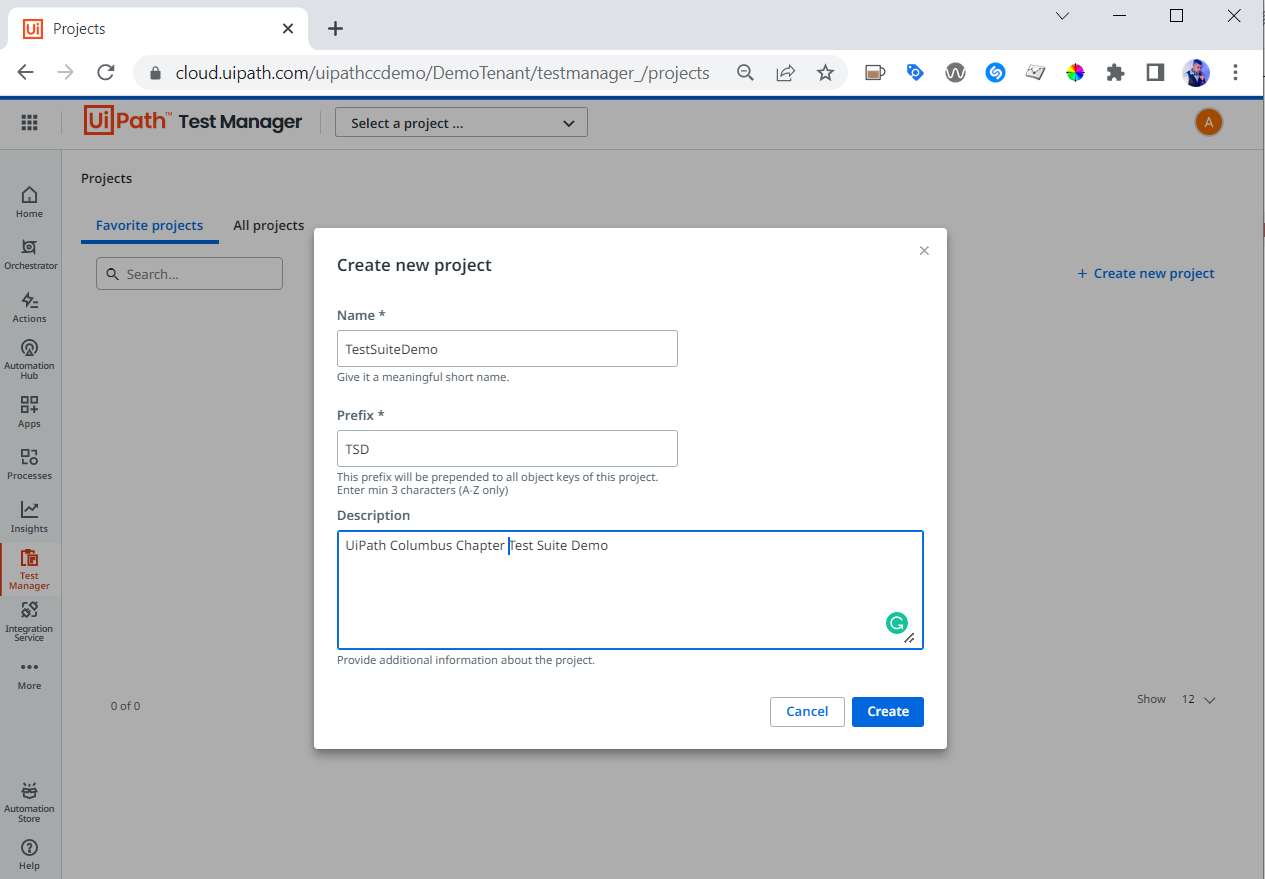 Projects
cloud.uipath.com/uipathccdemo/DemoTenant/testmanager_/projects
UiPath™ Test Manager
Select a project ...
A
Home
Orchestrator
Actions
Automation
Hub
Apps
Processes
Insights
Test
Manager
Integration
Service
More
Automation
Store
Help
Projects
Favorite projects
All projects
Search...
+ Create new project
Create new project
Name *
TestSuiteDemo
Give it a meaningful short name.
Prefix *
TSD
This prefix will be prepended to all object keys of this project.
Enter min 3 characters (A-Z only)
Description
UiPath Columbus Chapter Test Suite Demo
Provide additional information about the project.
Cancel
Create
0 of 0
Show 12